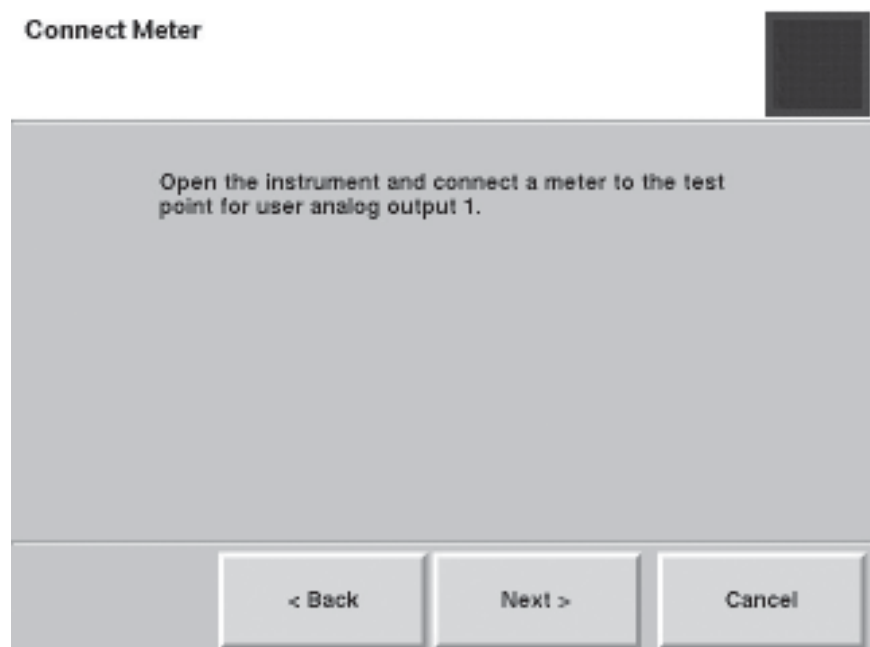 Connect Meter
Open the instrument and connect a meter to the test
point for user analog output 1.
< Back
Next >
Cancel